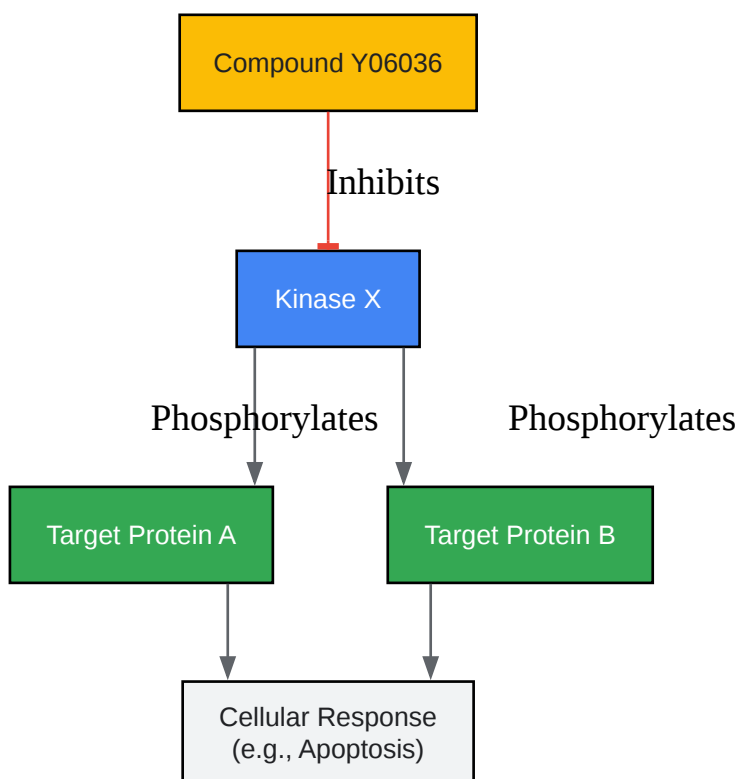 Compound Y06036
Inhibits
Kinase X
Phosphorylates
Phosphorylates
Target Protein A
Target Protein B
Cellular Response
(e.g., Apoptosis)